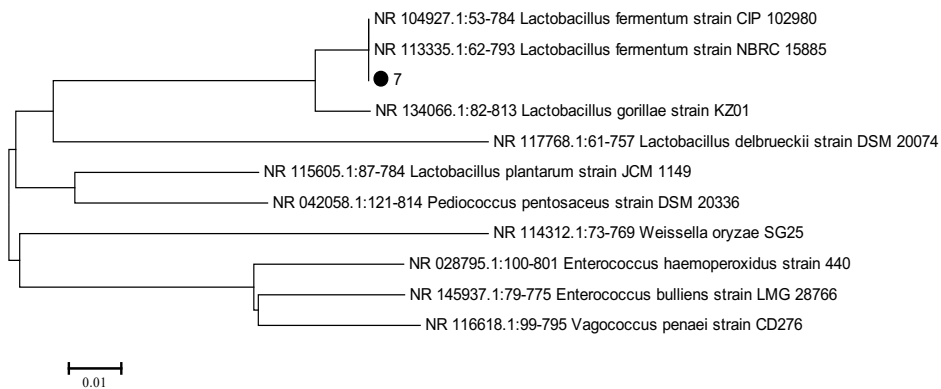 NR 104927.1:53-784 Lactobacillus fermentum strain CIP 102980
NR 113335.1:62-793 Lactobacillus fermentum strain NBRC 15885
7
NR 134066.1:82-813 Lactobacillus gorillae strain KZ01
NR 117768.1:61-757 Lactobacillus delbrueckii strain DSM 20074
NR 115605.1:87-784 Lactobacillus plantarum strain JCM 1149
NR 042058.1:121-814 Pediococcus pentosaceus strain DSM 20336
NR 114312.1:73-769 Weissella oryzae SG25
NR 028795.1:100-801 Enterococcus haemoperoxidus strain 440
NR 145937.1:79-775 Enterococcus bulliens strain LMG 28766
NR 116618.1:99-795 Vagococcus penaei strain CD276
0.01